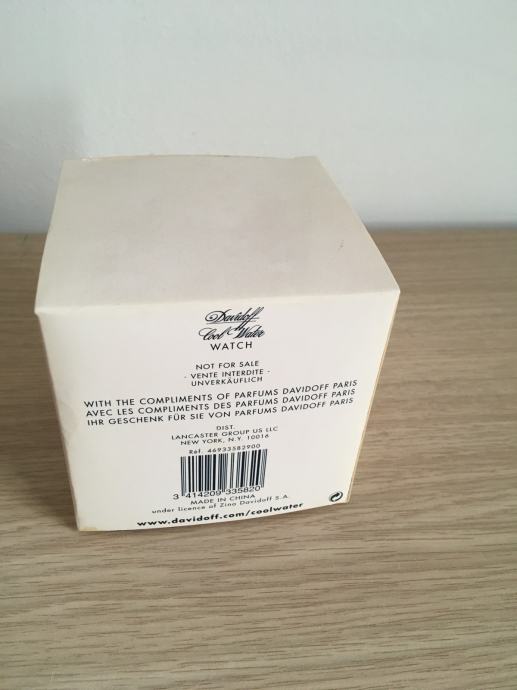 Davidoff
Cool Water
WATCH
NOT FOR SALE
- VENTE INTERDITE -
UNVERKÄUFLICH
WITH THE COMPLIMENTS OF PARFUMS DAVIDOFF PARIS
AVEC LES COMPLIMENTS DES PARFUMS DAVIDOFF PARIS
IHR GESCHENK FÜR SIE VON PARFUMS DAVIDOFF PARIS
DIST.
LANCASTER GROUP US LLC
NEW YORK, N.Y. 10016
Réf. 46933582900
3 414209 335820
MADE IN CHINA
under licence of Zino Davidoff S.A.
www.davidoff.com/coolwater